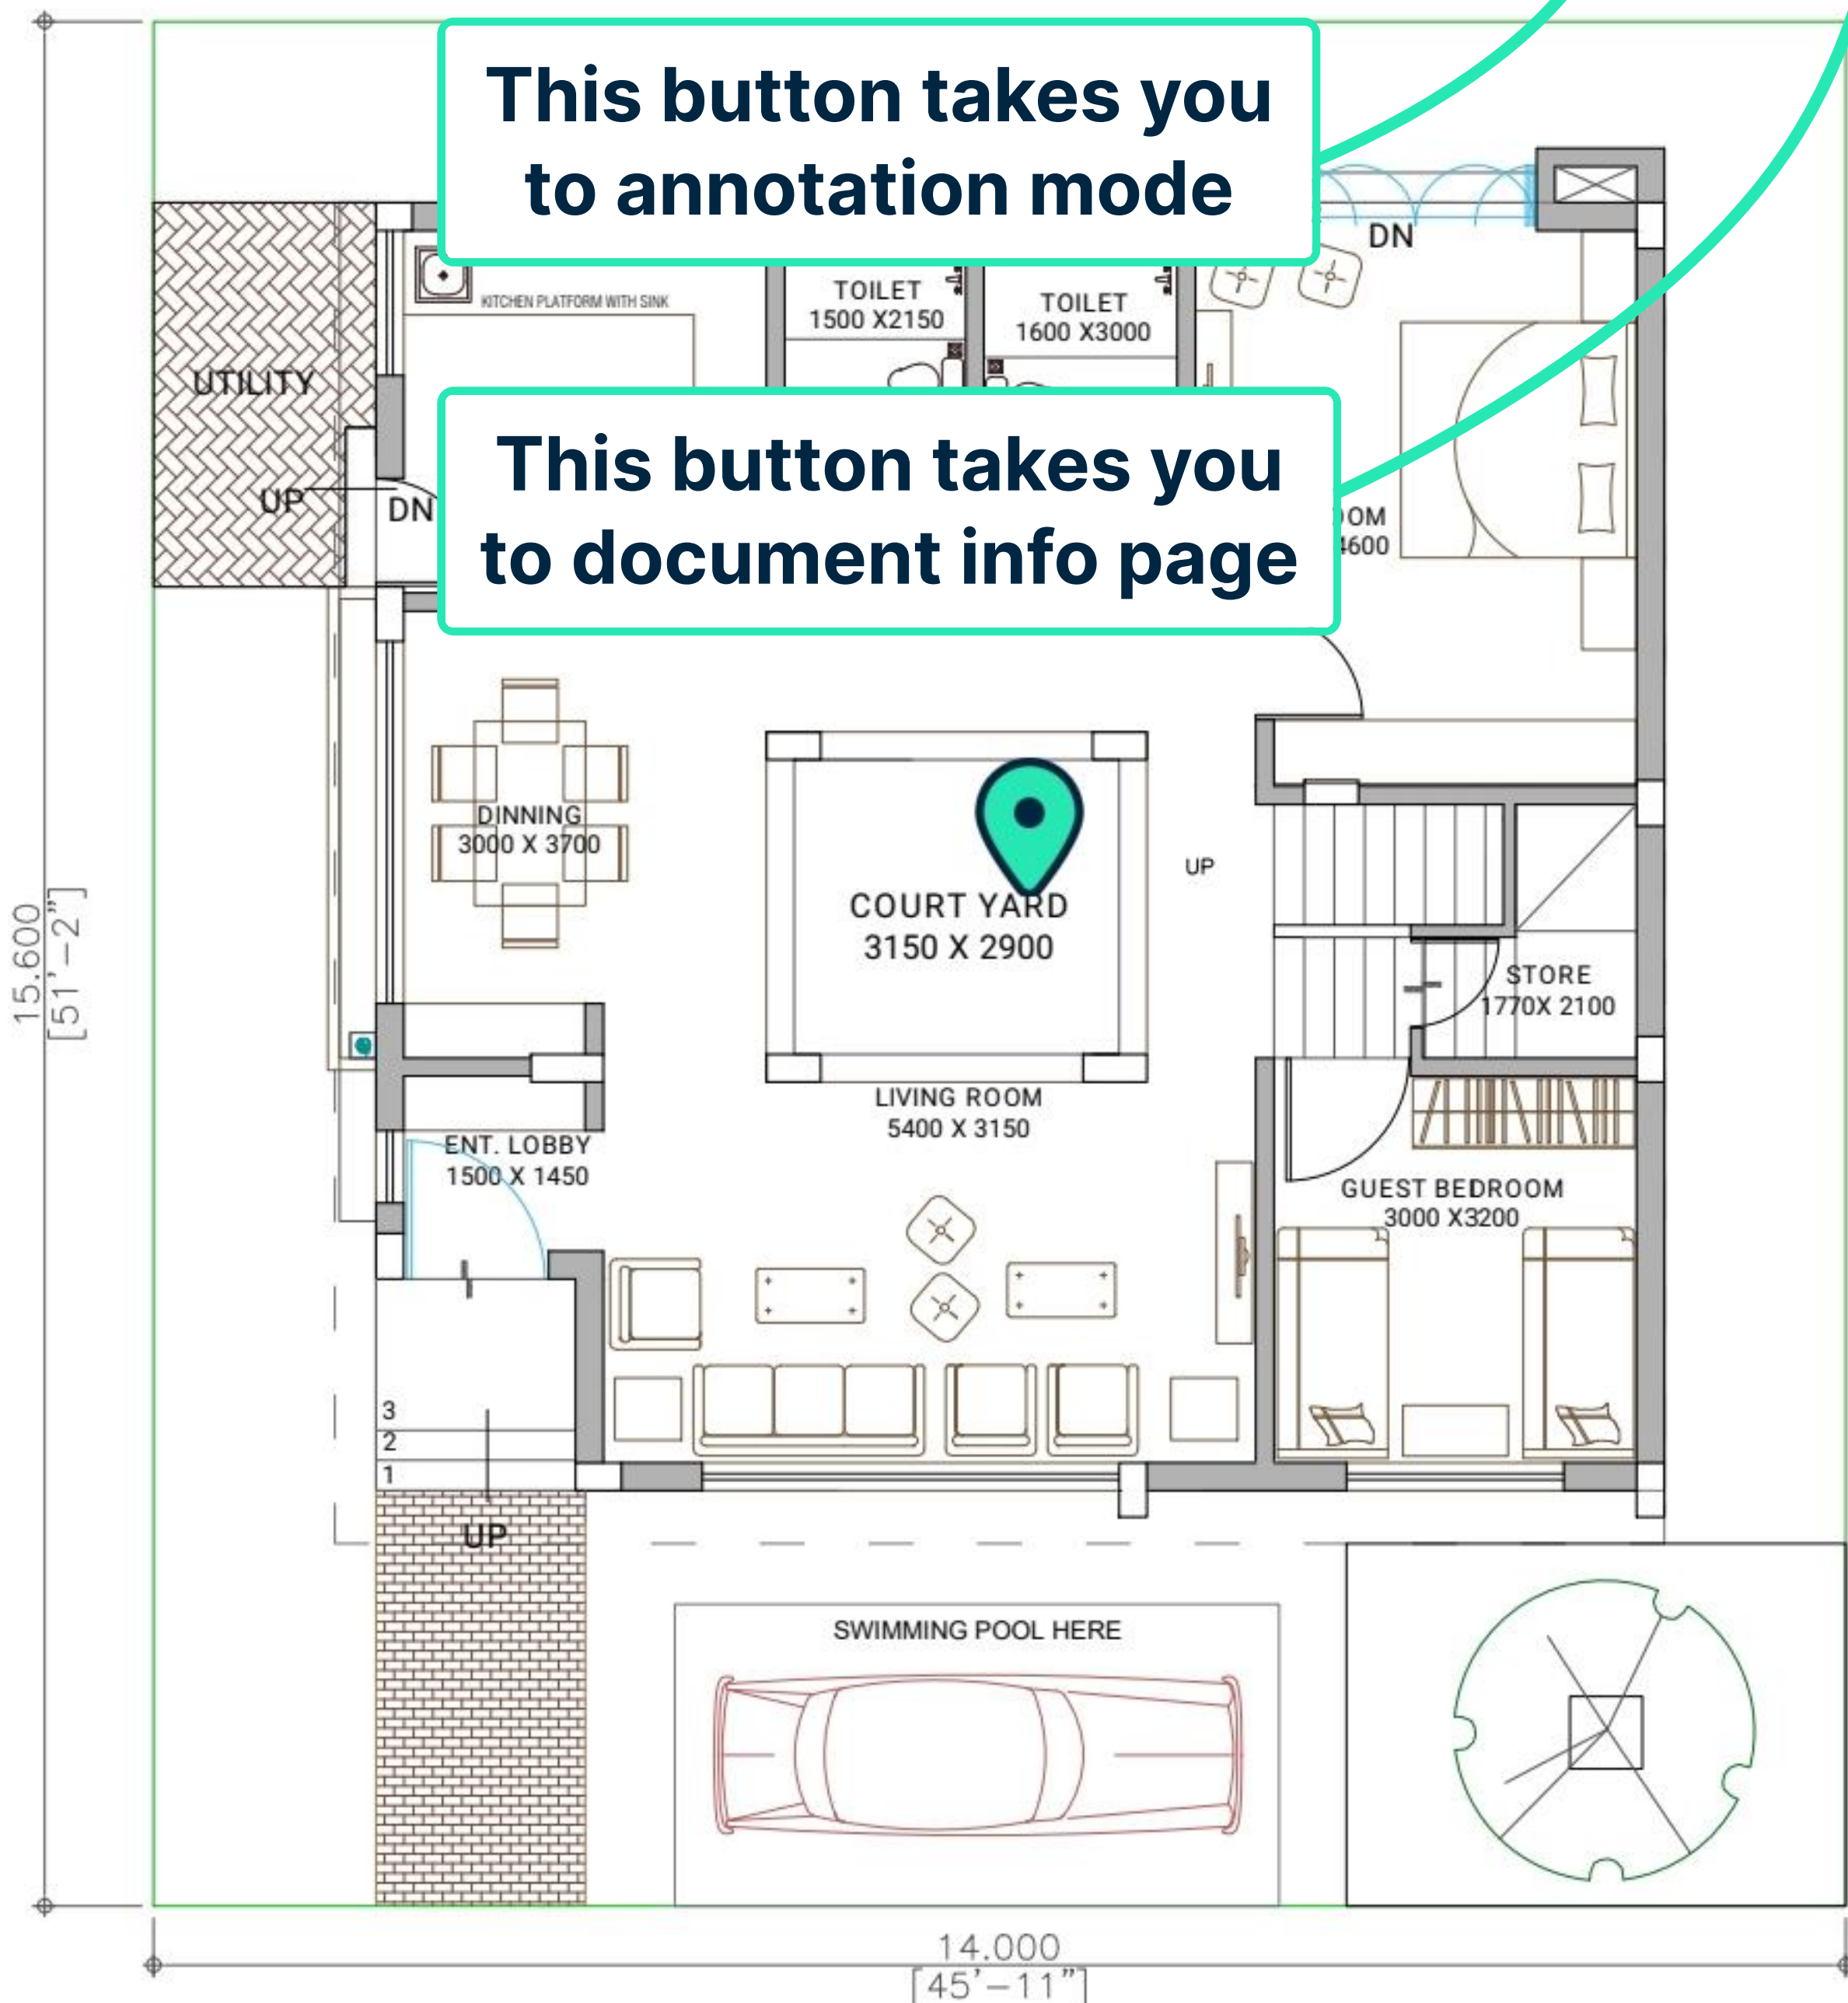 This button takes you
to annotation mode
DN
KITCHEN PLATFORM WITH SINK
TOILET
1500 X2150
TOILET
1600 X3000
UTILITY
UP
DN
This button takes you
to document info page
4600
DINNING
3000 X 3700
UP
COURT YARD
3150 X 2900
15.600
[51'-2"]
STORE
1770X 2100
LIVING ROOM
5400 X 3150
ENT. LOBBY
1500 X 1450
GUEST BEDROOM
3000 X3200
3
2
1
UP
SWIMMING POOL HERE
14.000
[45'-11"]